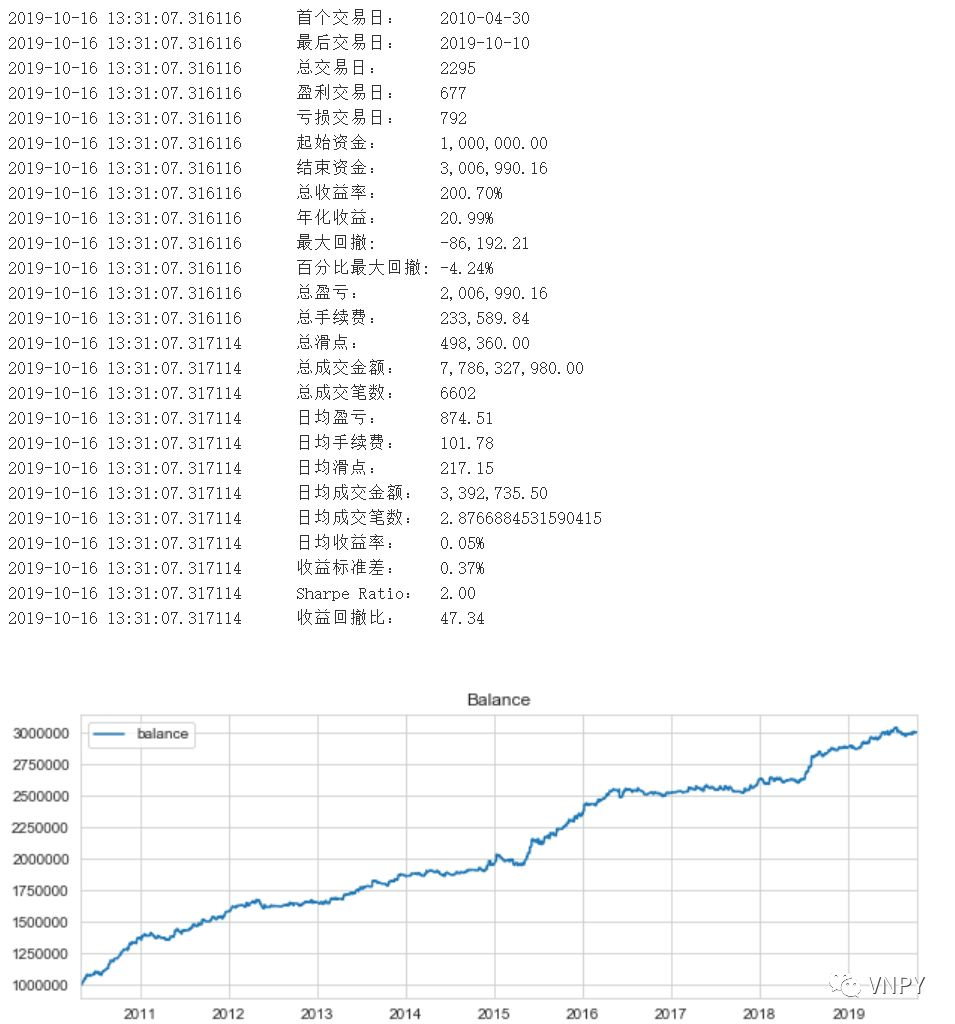 2019-10-16 13:31:07.316116 首个交易日： 2010-04-30
2019-10-16 13:31:07.316116 最后交易日： 2019-10-10
2019-10-16 13:31:07.316116 总交易日： 2295
2019-10-16 13:31:07.316116 盈利交易日： 677
2019-10-16 13:31:07.316116 亏损交易日： 792
2019-10-16 13:31:07.316116 起始资金： 1,000,000.00
2019-10-16 13:31:07.316116 结束资金： 3,006,990.16
2019-10-16 13:31:07.316116 总收益率： 200.70%
2019-10-16 13:31:07.316116 年化收益： 20.99%
2019-10-16 13:31:07.316116 最大回撤: -86,192.21
2019-10-16 13:31:07.316116 百分比最大回撤: -4.24%
2019-10-16 13:31:07.316116 总盈亏： 2,006,990.16
2019-10-16 13:31:07.316116 总手续费： 233,589.84
2019-10-16 13:31:07.317114 总滑点： 498,360.00
2019-10-16 13:31:07.317114 总成交金额： 7,786,327,980.00
2019-10-16 13:31:07.317114 总成交笔数： 6602
2019-10-16 13:31:07.317114 日均盈亏： 874.51
2019-10-16 13:31:07.317114 日均手续费： 101.78
2019-10-16 13:31:07.317114 日均滑点： 217.15
2019-10-16 13:31:07.317114 日均成交金额： 3,392,735.50
2019-10-16 13:31:07.317114 日均成交笔数： 2.8766884531590415
2019-10-16 13:31:07.317114 日均收益率： 0.05%
2019-10-16 13:31:07.317114 收益标准差： 0.37%
2019-10-16 13:31:07.317114 Sharpe Ratio： 2.00
2019-10-16 13:31:07.317114 收益回撤比： 47.34
Balance
balance
3000000
2750000
2500000
2250000
2000000
1750000
1500000
1250000
1000000
2011 2012 2013 2014 2015 2016 2017 2018 2019
VNPY